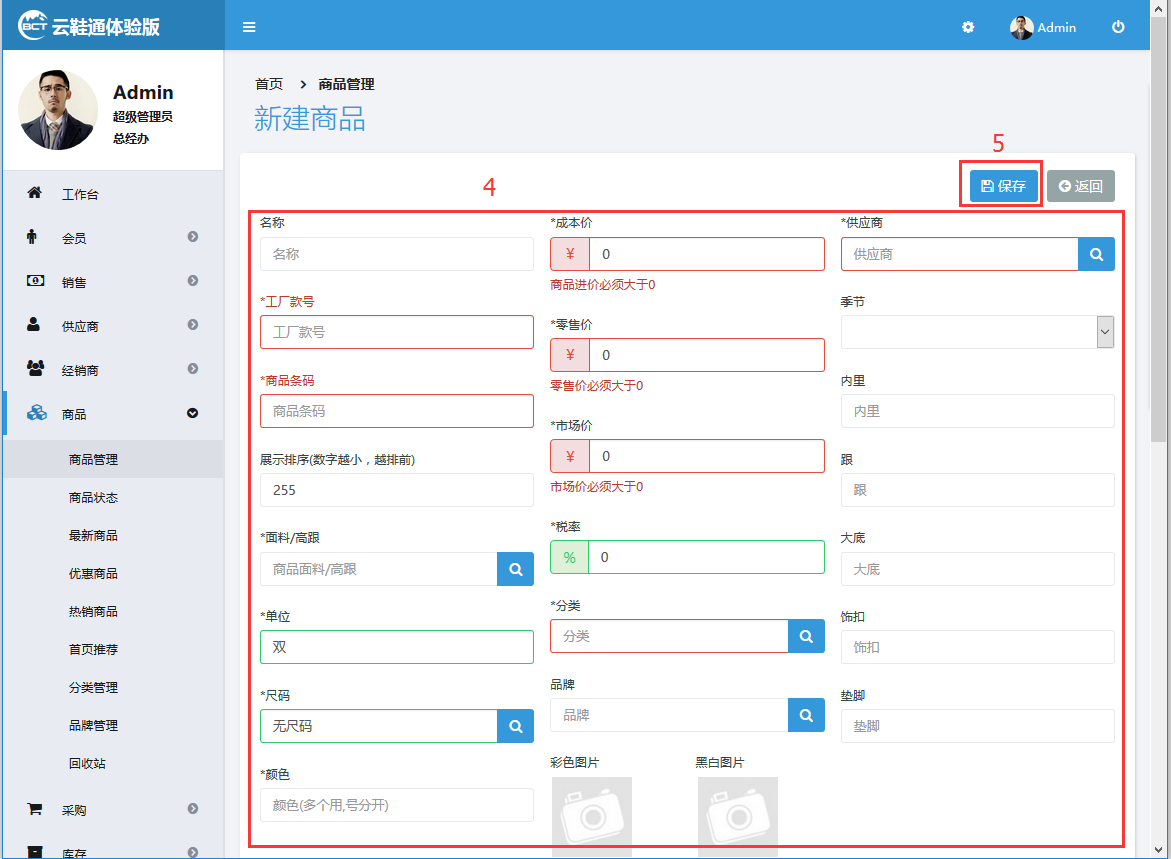 BCT 云鞋通体验版
Admin
Admin
超级管理员
总经办
工作台
会员
销售
供应商
经销商
商品
商品管理
商品状态
最新商品
优惠商品
热销商品
首页推荐
分类管理
品牌管理
回收站
采购
库存
首页 > 商品管理
新建商品
4
5
保存
返回
名称
名称
*工厂款号
工厂款号
*商品条码
商品条码
展示排序(数字越小，越排前)
255
*面料/高跟
商品面料/高跟
*单位
双
*尺码
无尺码
*颜色
颜色(多个用,号分开)
*成本价
¥ 0
商品进价必须大于0
*零售价
¥ 0
零售价必须大于0
*市场价
¥ 0
市场价必须大于0
*税率
% 0
*分类
分类
品牌
品牌
彩色图片
黑白图片
*供应商
供应商
季节
内里
内里
跟
跟
大底
大底
饰扣
饰扣
垫脚
垫脚